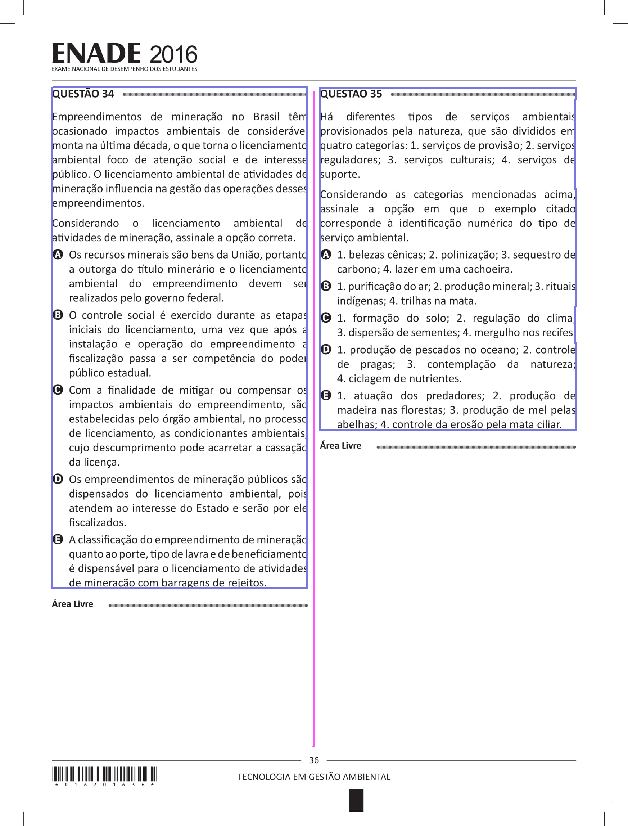 ENADE 2016
EXAME NACIONAL DE DESEMPENHO DOS ESTUDANTES
QUESTÃO 34
Empreendimentos de mineração no Brasil têm
ocasionado impactos ambientais de considerável
monta na última década, o que torna o licenciamento
ambiental foco de atenção social e de interesse
público. O licenciamento ambiental de atividades de
mineração influencia na gestão das operações desses
empreendimentos.
Considerando o licenciamento ambiental de
atividades de mineração, assinale a opção correta.
A Os recursos minerais são bens da União, portanto
a outorga do título minerário e o licenciamento
ambiental do empreendimento devem ser
realizados pelo governo federal.
B O controle social é exercido durante as etapas
iniciais do licenciamento, uma vez que após a
instalação e operação do empreendimento a
fiscalização passa a ser competência do poder
público estadual.
C Com a finalidade de mitigar ou compensar os
impactos ambientais do empreendimento, são
estabelecidas pelo órgão ambiental, no processo
de licenciamento, as condicionantes ambientais,
cujo descumprimento pode acarretar a cassação
da licença.
D Os empreendimentos de mineração públicos são
dispensados do licenciamento ambiental, pois
atendem ao interesse do Estado e serão por ele
fiscalizados.
E A classificação do empreendimento de mineração
quanto ao porte, tipo de lavra e de beneficiamento
é dispensável para o licenciamento de atividades
de mineração com barragens de rejeitos.
Área Livre
QUESTÃO 35
Há diferentes tipos de serviços ambientais
provisionados pela natureza, que são divididos em
quatro categorias: 1. serviços de provisão; 2. serviços
reguladores; 3. serviços culturais; 4. serviços de
suporte.
Considerando as categorias mencionadas acima,
assinale a opção em que o exemplo citado
corresponde à identificação numérica do tipo de
serviço ambiental.
A 1. belezas cênicas; 2. polinização; 3. sequestro de
carbono; 4. lazer em uma cachoeira.
B 1. purificação do ar; 2. produção mineral; 3. rituais
indígenas; 4. trilhas na mata.
C 1. formação do solo; 2. regulação do clima;
3. dispersão de sementes; 4. mergulho nos recifes.
D 1. produção de pescados no oceano; 2. controle
de pragas; 3. contemplação da natureza;
4. ciclagem de nutrientes.
E 1. atuação dos predadores; 2. produção de
madeira nas florestas; 3. produção de mel pelas
abelhas; 4. controle da erosão pela mata ciliar.
Área Livre
36
TECNOLOGIA EM GESTÃO AMBIENTAL